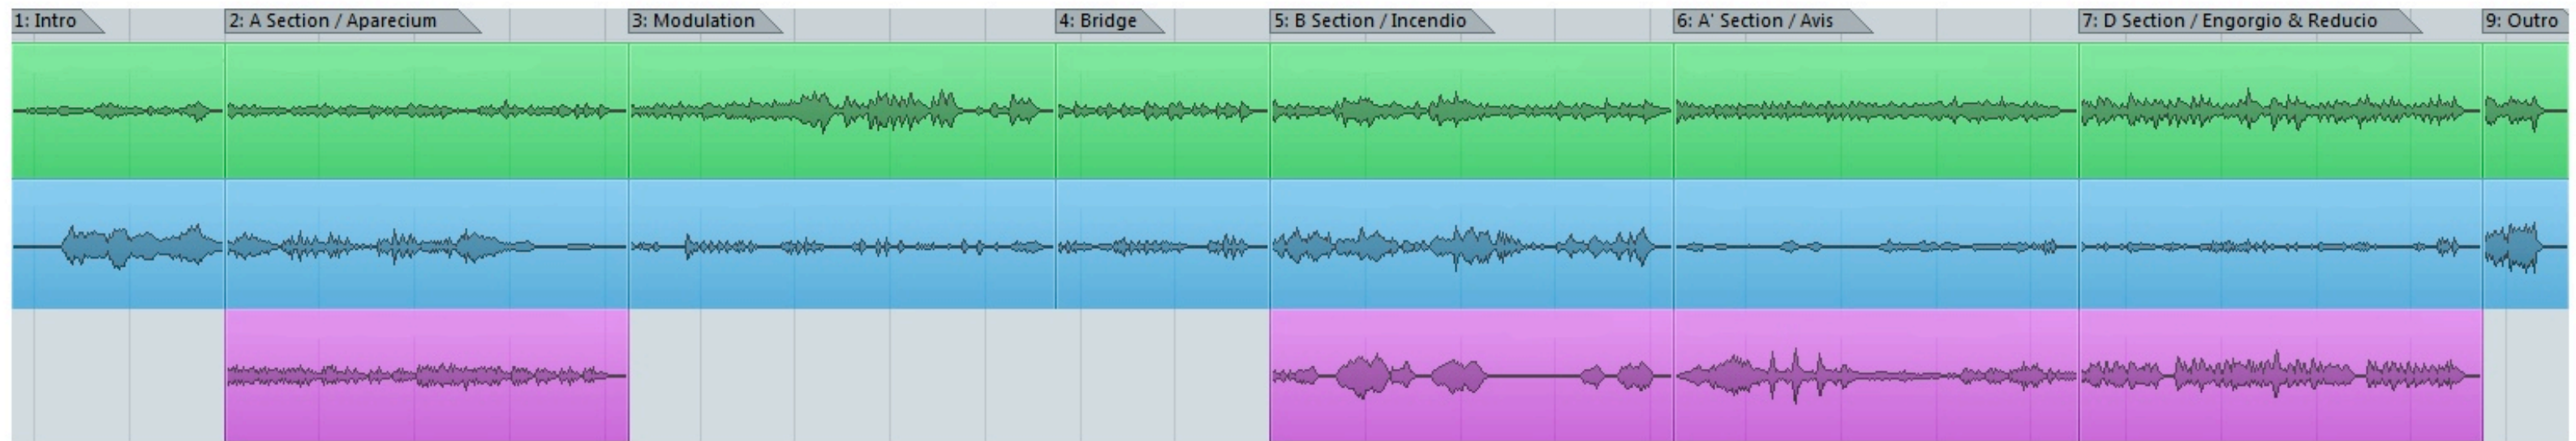 1: Intro
2: A Section / Aparecium
3: Modulation
4: Bridge
5: B Section / Incendio
6: A' Section / Avis
7: D Section / Engorgio & Reducio
9: Outro